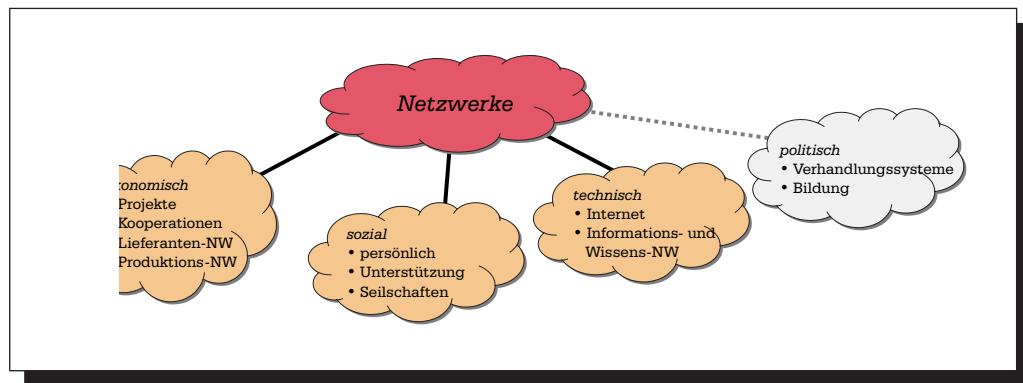 Netzwerke
konomisch
Projekte
Kooperationen
Lieferanten-NW
Produktions-NW
sozial
• persönlich
• Unterstützung
• Seilschaften
technisch
• Internet
• Informations- und
Wissens-NW
politisch
• Verhandlungssysteme
• Bildung